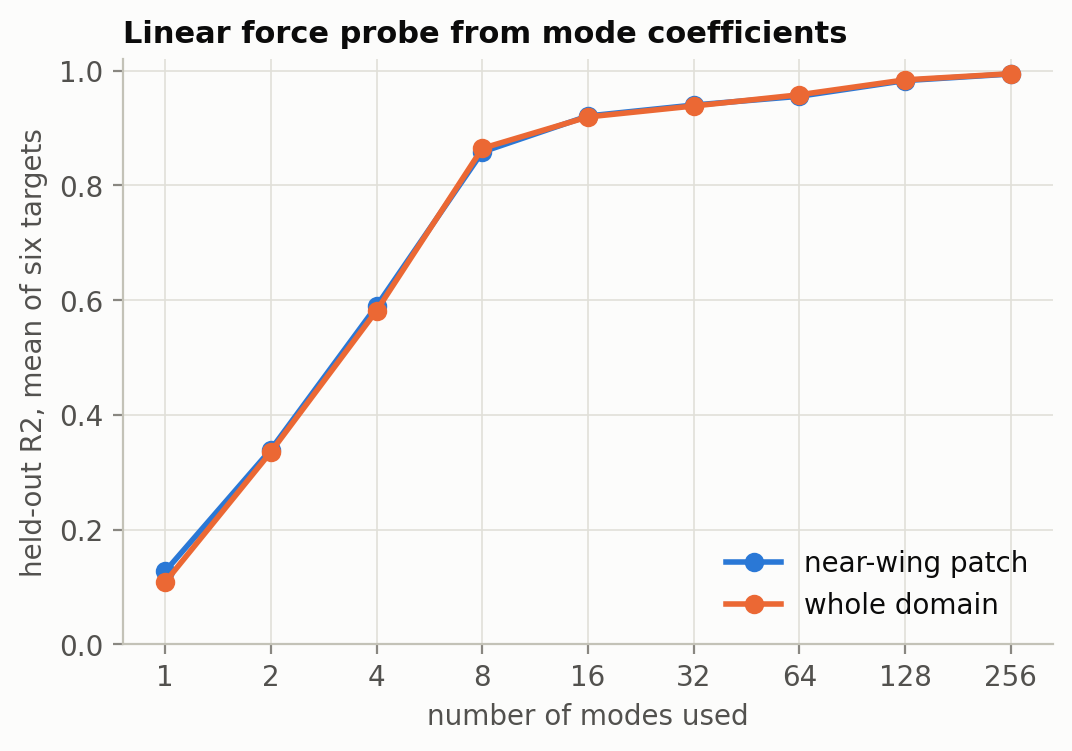 Linear force probe from mode coefficients
held-out R2, mean of six targets
1.0
0.8
0.6
0.4
0.2
0.0
near-wing patch
whole domain
1 2 4 8 16 32 64 128 256
number of modes used